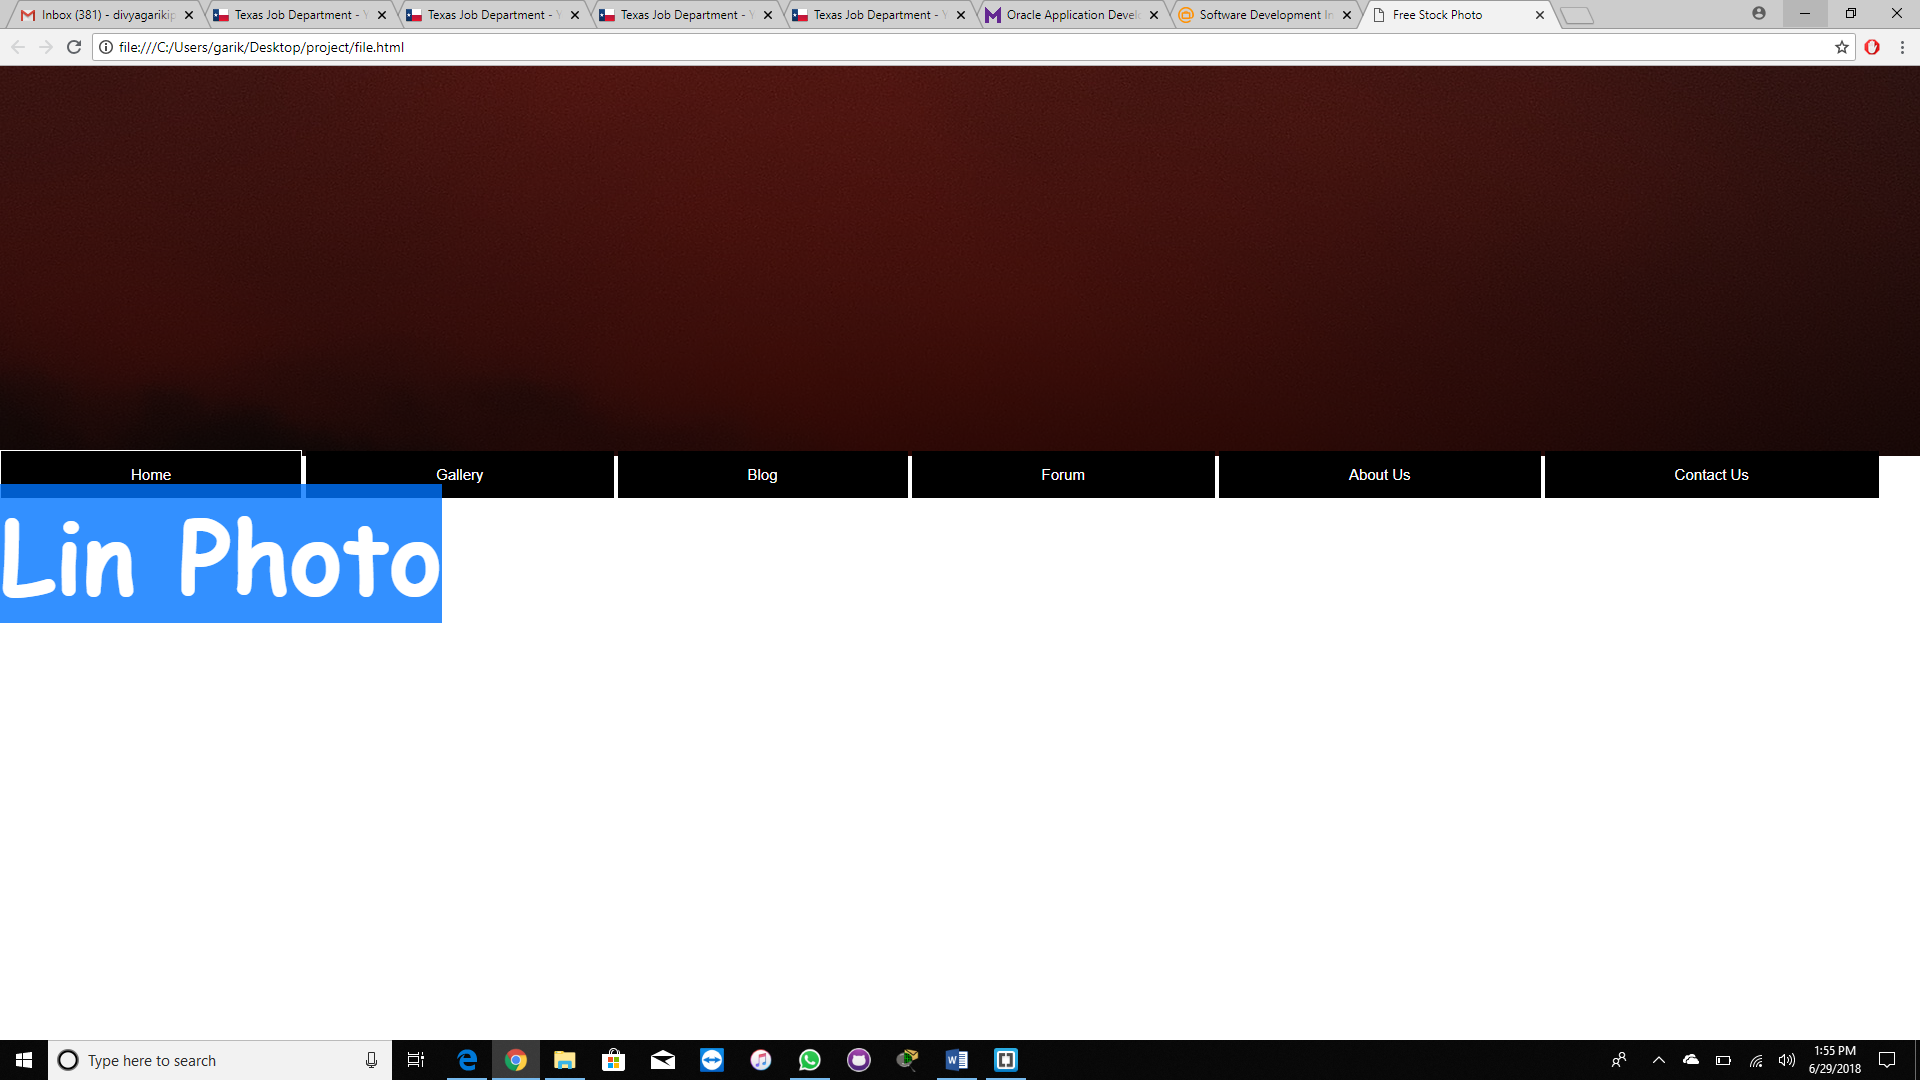 Inbox (381) - divyagarikip
Texas Job Department - Y
Texas Job Department - Y
Texas Job Department - Y
Texas Job Department - Y
Oracle Application Devel
Software Development In
Free Stock Photo
file:///C:/Users/garik/Desktop/project/file.html
Home
Gallery
Blog
Forum
About Us
Contact Us
Lin Photo
Type here to search
1:55 PM
6/29/2018